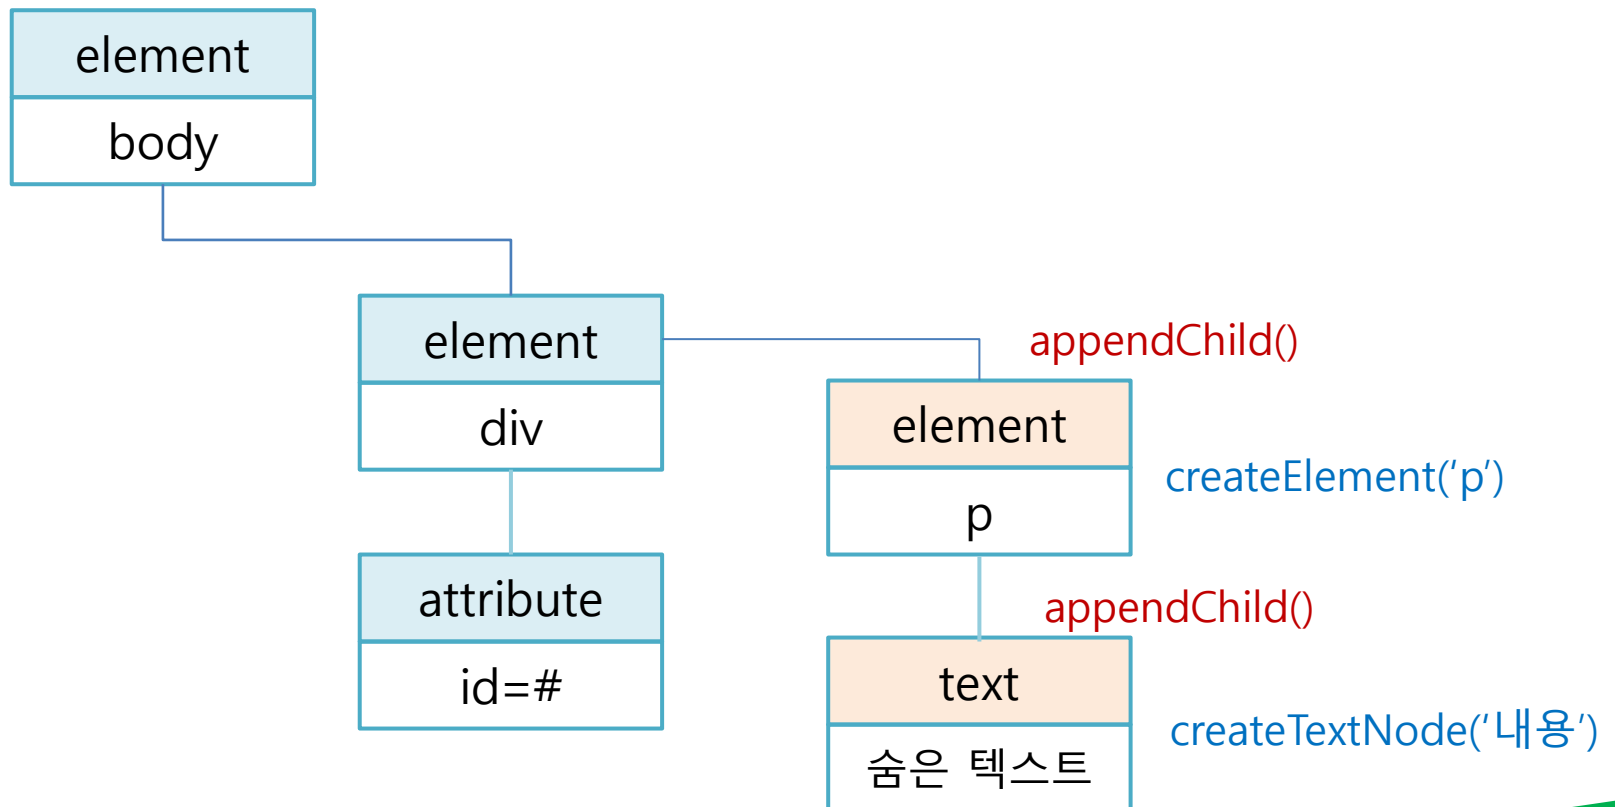 element
body
element
div
appendChild()
element
p
createElement(‘p’)
attribute
id=#
appendChild()
text
숨은 텍스트
createTextNode(‘내용’)